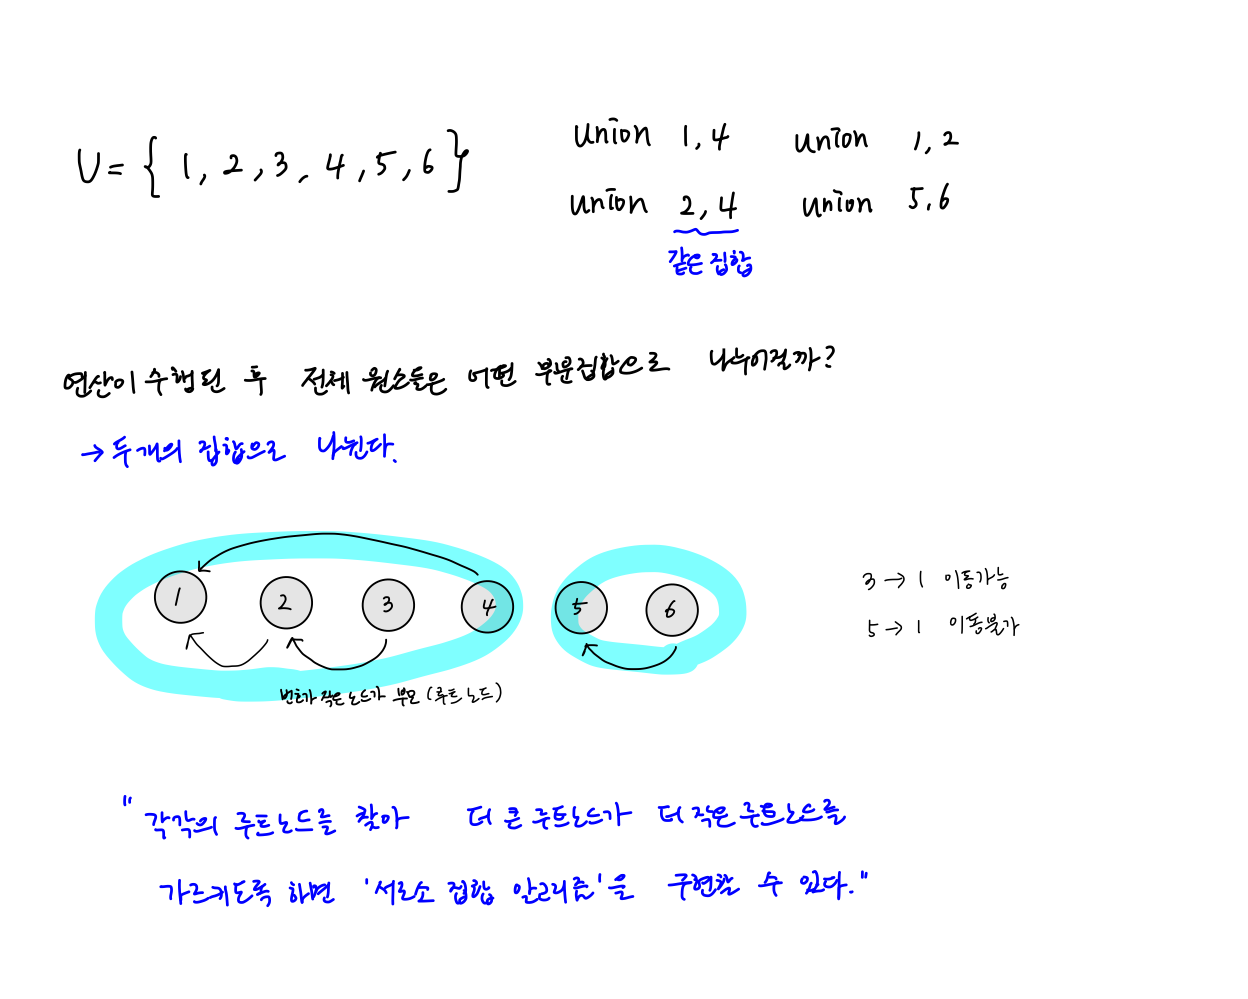 U = { 1, 2, 3, 4, 5, 6 }
union 1, 4 union 1, 2
union 2, 4 union 5, 6
같은 집합
연산이 수행된 후 전체 원소들은 어떤 부분집합으로 나누어질까?
→ 두 개의 집합으로 나뉜다.
1 2 3 4 5 6
3 → 1 이동가능
5 → 1 이동불가
번호가 작은 노드가 부모 (루트 노드)
" 각각의 루트노드를 찾아 더 큰 루트노드가 더 작은 루트노드를
가르키도록 하면 '서로소 집합 알고리즘'을 구현할 수 있다."